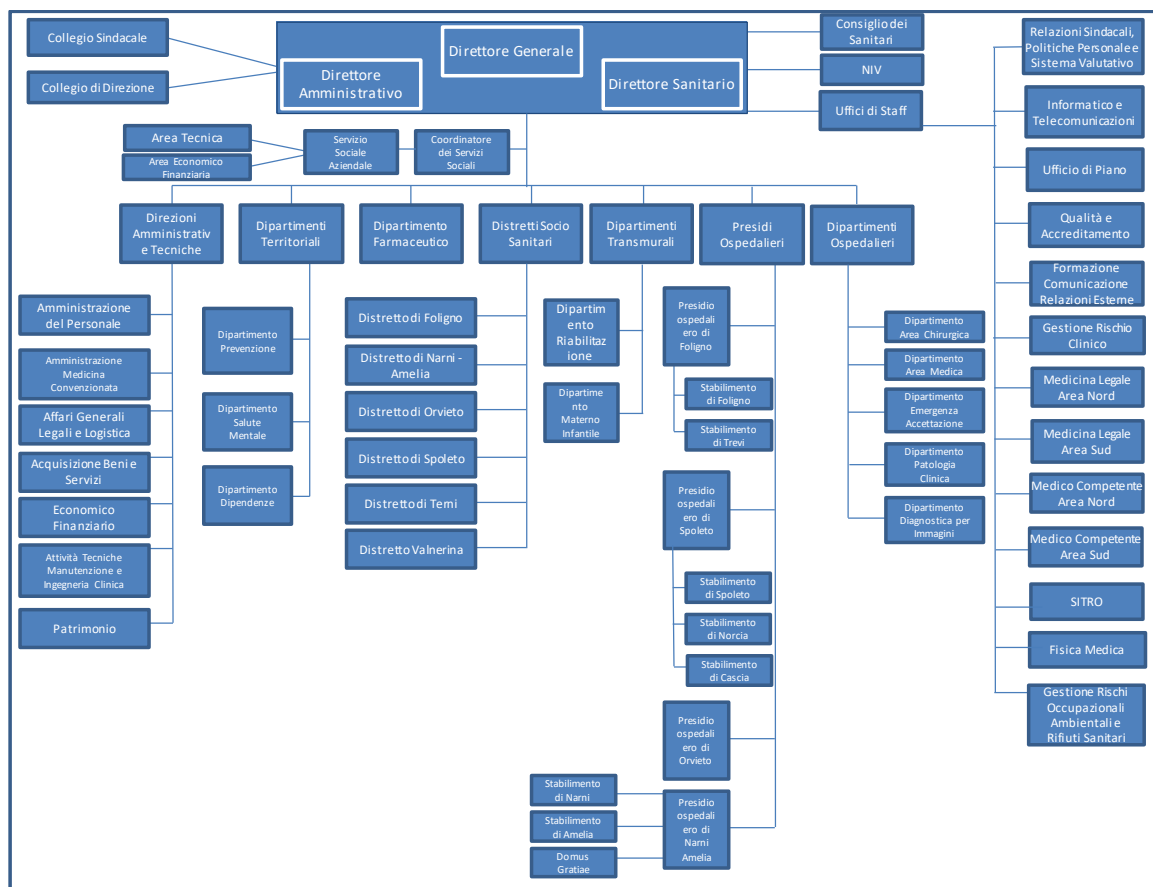 Collegio Sindacale
Collegio di Direzione
Direttore Generale
Direttore
Amministrativo
Direttore Sanitario
Consiglio dei
Sanitari
NIV
Uffici di Staff
Relazioni Sindacali,
Politiche Personale e
Sistema Valutativo
Informatico e
Telecomunicazioni
Ufficio di Piano
Qualità e
Accreditamento
Formazione
Comunicazione
Relazioni Esterne
Gestione Rischio
Clinico
Medicina Legale
Area Nord
Medicina Legale
Area Sud
Medico Competente
Area Nord
Medico Competente
Area Sud
SITRO
Fisica Medica
Gestione Rischi
Occupazionali
Ambientali e
Rifiuti Sanitari
Area Tecnica
Area Economico
Finanziaria
Servizio
Sociale
Aziendale
Coordinatore
dei Servizi
Sociali
Direzioni
Amministrativ
e Tecniche
Dipartimenti
Territoriali
Dipartimento
Farmaceutico
Distretti Socio
Sanitari
Dipartimenti
Transmurali
Presidi
Ospedalieri
Dipartimenti
Ospedalieri
Amministrazione
del Personale
Amministrazione
Medicina
Convenzionata
Affari Generali
Legali e Logistica
Acquisizione Beni e
Servizi
Economico
Finanziario
Attività Tecniche
Manutenzione e
Ingegneria Clinica
Patrimonio
Dipartimento
Prevenzione
Dipartimento
Salute
Mentale
Dipartimento
Dipendenze
Distretto di Foligno
Distretto di Narni -
Amelia
Distretto di Orvieto
Distretto di Spoleto
Distretto di Terni
Distretto Valnerina
Dipartim
ento
Riabilitaz
ione
Dipartime
nto
Materno
Infantile
Presidio
ospedali
ero di
Foligno
Stabilimento
di Foligno
Stabilimento
di Trevi
Presidio
ospedali
ero di
Spoleto
Stabilimento
di Spoleto
Stabilimento
di Norcia
Stabilimento
di Cascia
Presidio
ospedali
ero di
Orvieto
Presidio
ospedali
ero di
Narni
Amelia
Stabilimento
di Narni
Stabilimento
di Amelia
Domus
Gratiae
Dipartimento
Area Chirurgica
Dipartimento
Area Medica
Dipartimento
Emergenza
Accettazione
Dipartimento
Patologia
Clinica
Dipartimento
Diagnostica per
Immagini